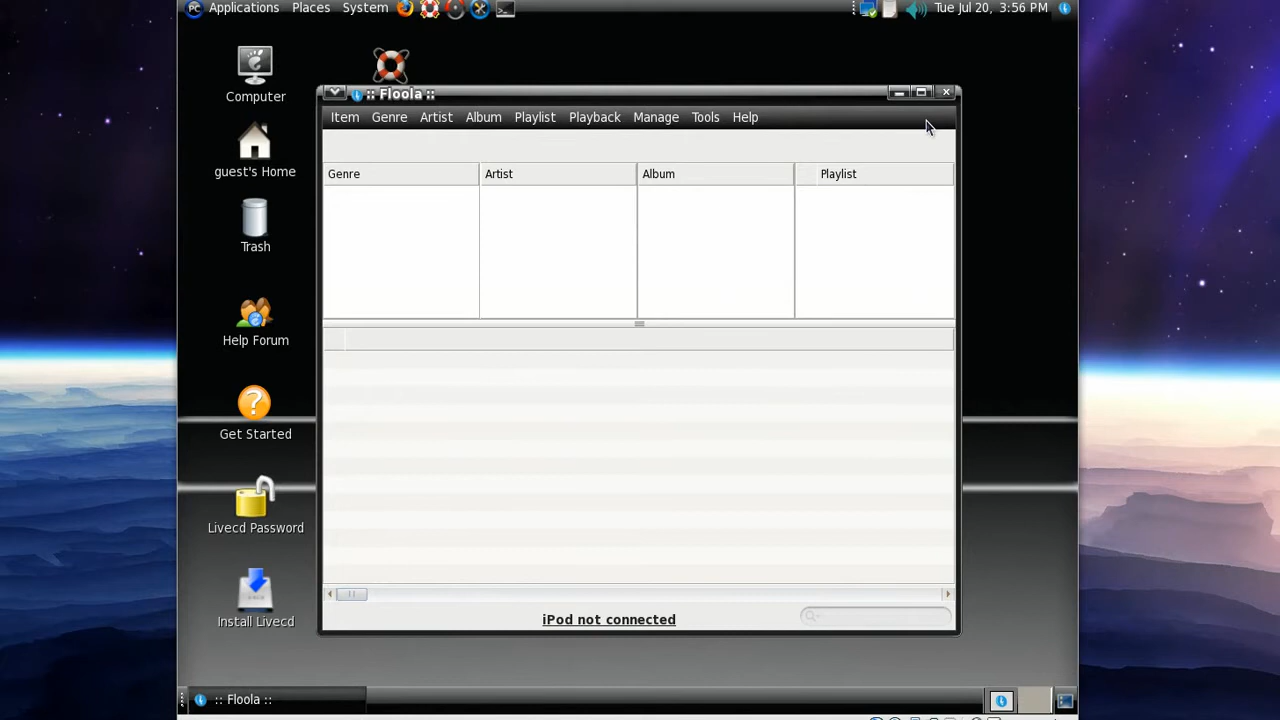 PC Applications Places System Tue Jul 20, 3:56 PM
Computer
guest's Home
Trash
Help Forum
Get Started
Livecd Password
Install Livecd
:: Floola ::
Item Genre Artist Album Playlist Playback Manage Tools Help
Genre Artist Album Playlist
iPod not connected
:: Floola ::